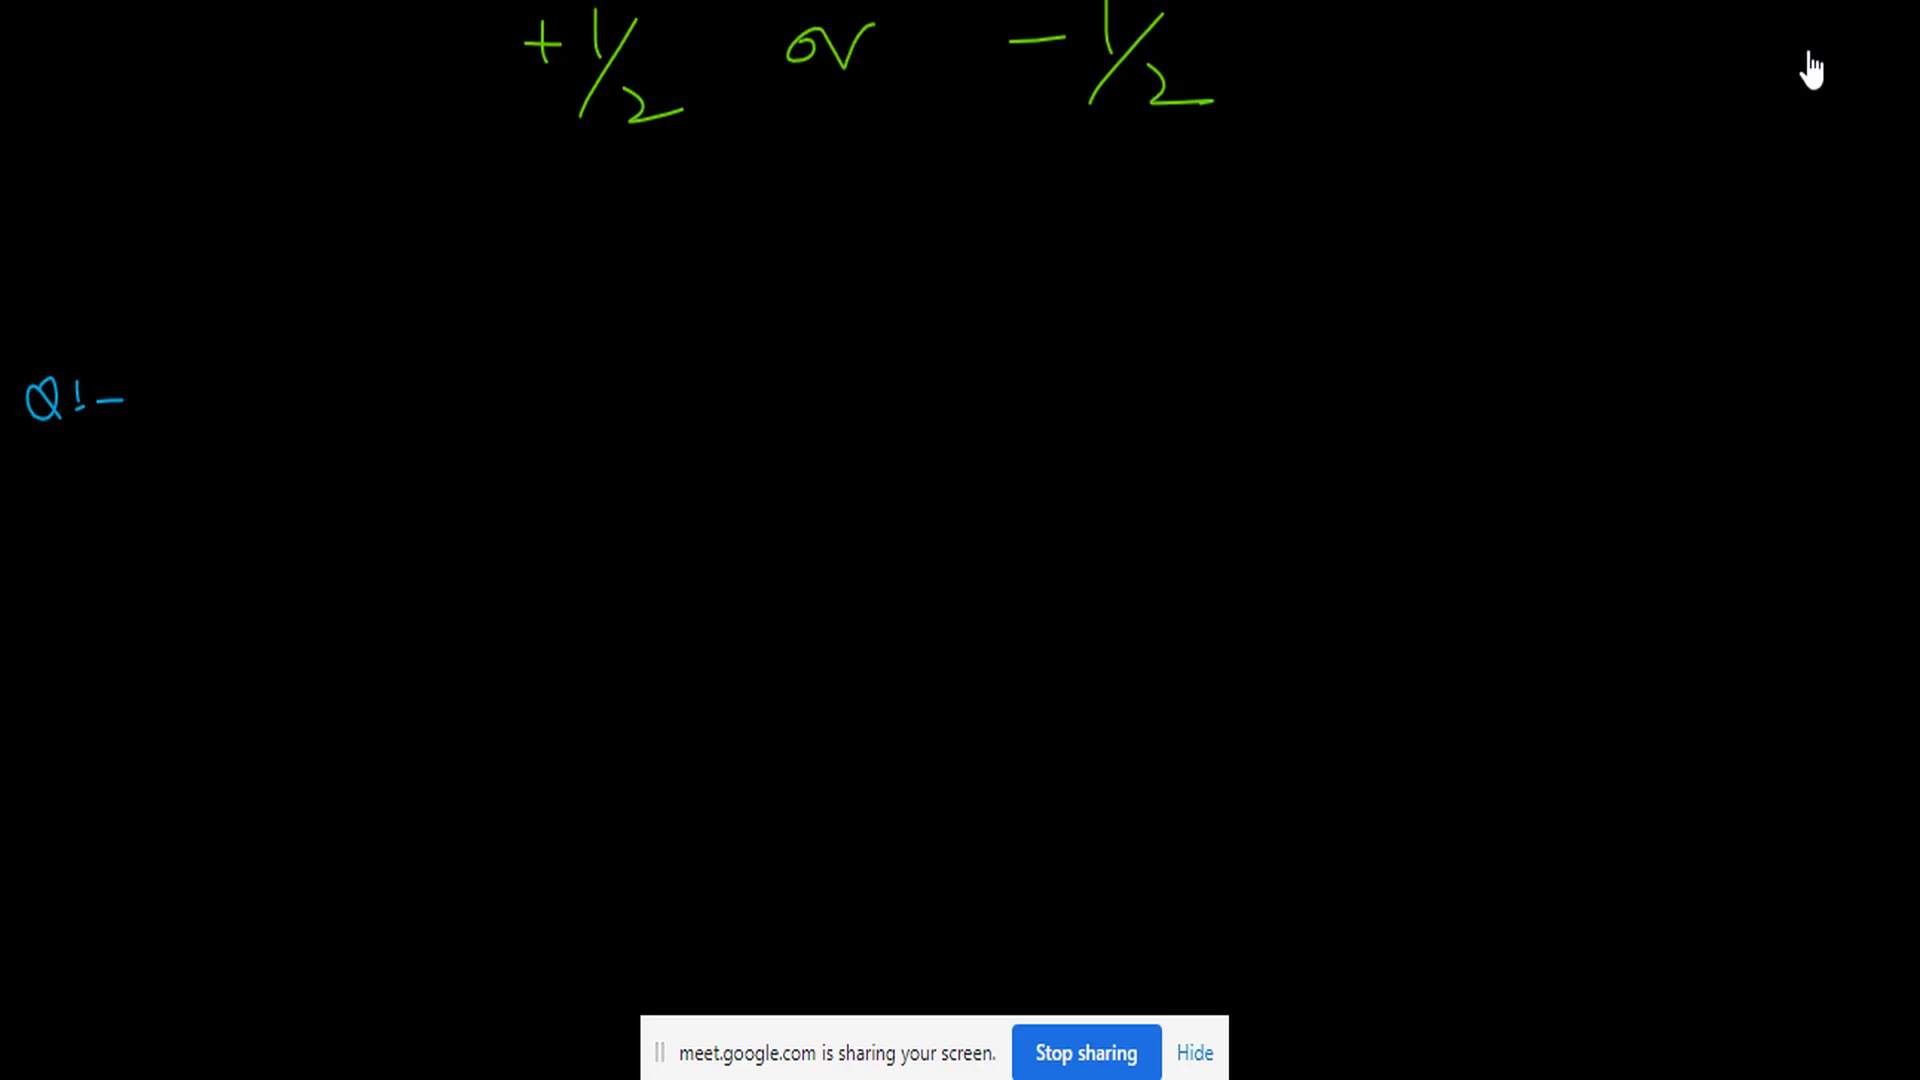 +1/2 or -1/2
Q:-
meet.google.com is sharing your screen. Stop sharing Hide